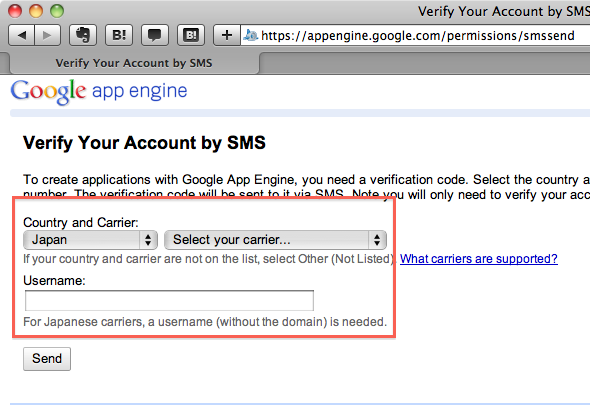 Verify Your Account by SMS
B! B!
https://appengine.google.com/permissions/smssend
Verify Your Account by SMS
Google app engine
Verify Your Account by SMS
To create applications with Google App Engine, you need a verification code. Select the country a
number. The verification code will be sent to it via SMS. Note you will only need to verify your acc
Country and Carrier:
Japan Select your carrier...
If your country and carrier are not on the list, select Other (Not Listed) What carriers are supported?
Username:
For Japanese carriers, a username (without the domain) is needed.
Send